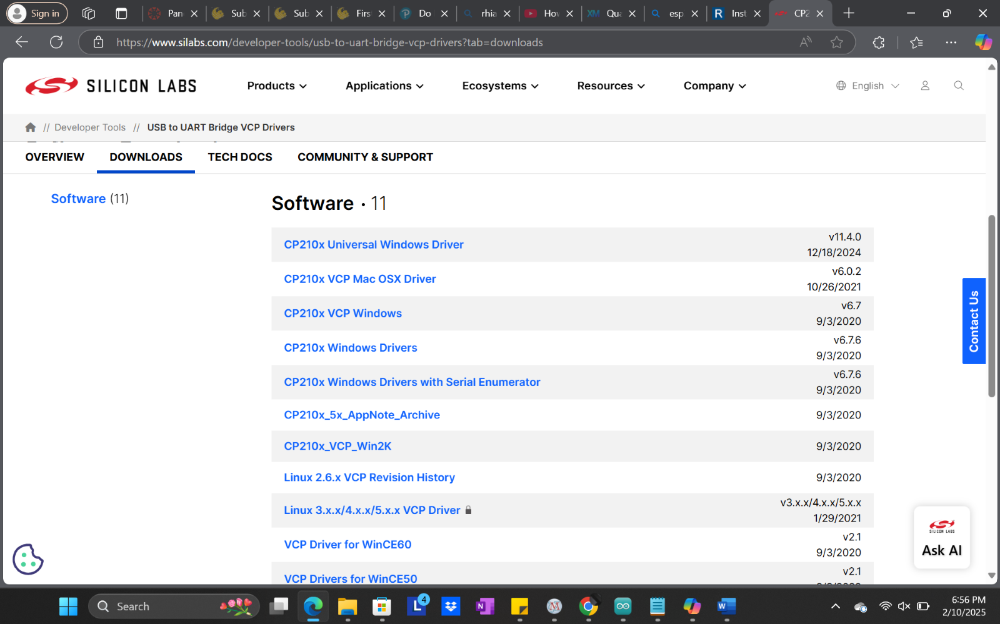 Sign in
Pan
Sub
Sub
Firs
Do
rhia
Hov
Qua
esp
Inst
CP2
https://www.silabs.com/developer-tools/usb-to-uart-bridge-vcp-drivers?tab=downloads
SILICON LABS
Products
Applications
Ecosystems
Resources
Company
English
// Developer Tools // USB to UART Bridge VCP Drivers
OVERVIEW
DOWNLOADS
TECH DOCS
COMMUNITY & SUPPORT
Software (11)
Software • 11
CP210x Universal Windows Driver
v11.4.0
12/18/2024
CP210x VCP Mac OSX Driver
v6.0.2
10/26/2021
CP210x VCP Windows
v6.7
9/3/2020
CP210x Windows Drivers
v6.7.6
9/3/2020
CP210x Windows Drivers with Serial Enumerator
v6.7.6
9/3/2020
CP210x_5x_AppNote_Archive
9/3/2020
CP210x_VCP_Win2K
9/3/2020
Linux 2.6.x VCP Revision History
9/3/2020
Linux 3.x.x/4.x.x/5.x.x VCP Driver
v3.x.x/4.x.x/5.x.x
1/29/2021
VCP Driver for WinCE60
v2.1
9/3/2020
VCP Drivers for WinCE50
v2.1
Contact Us
SILICON LABS
Ask AI
Search
4
6:56 PM
2/10/2025